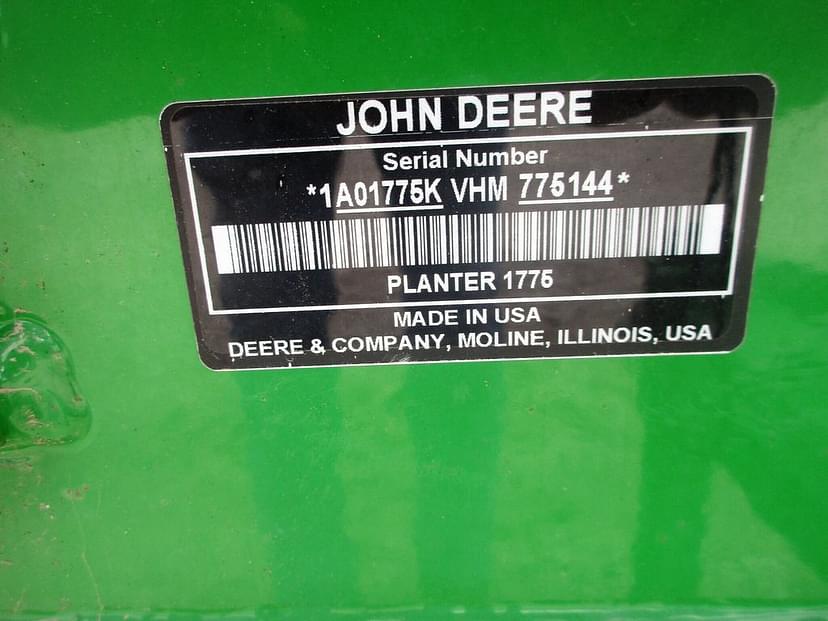 JOHN DEERE
Serial Number
*1A01775K VHM 775144*
PLANTER 1775
MADE IN USA
DEERE & COMPANY, MOLINE, ILLINOIS, USA